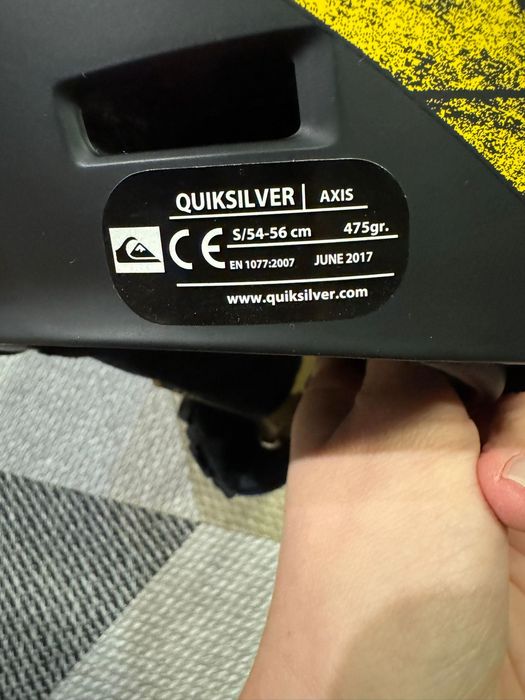 QUIKSILVER | AXIS
S/54-56 cm 475gr.
CE EN 1077:2007 JUNE 2017
www.quiksilver.com